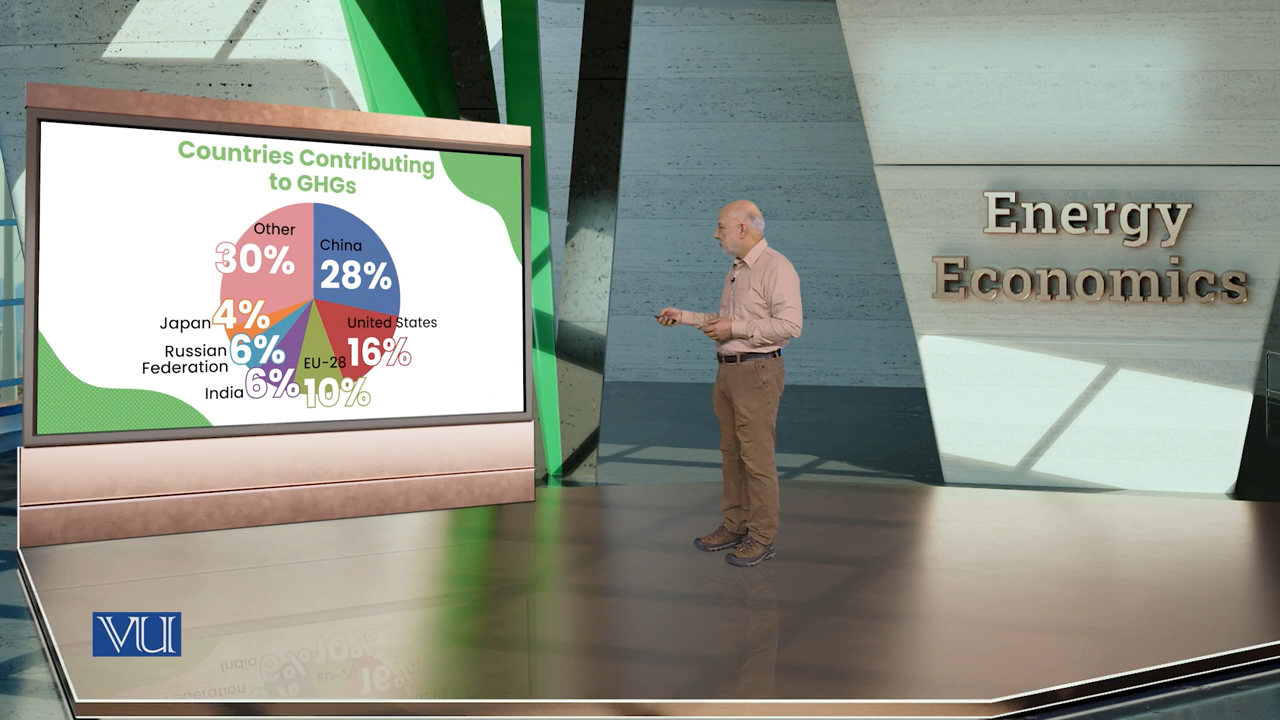 Countries Contributing
to GHGs
Other
30%
China
28%
Japan
4%
United States
16%
Russian
Federation
6%
EU-28
10%
India
6%
Energy
Economics
VU